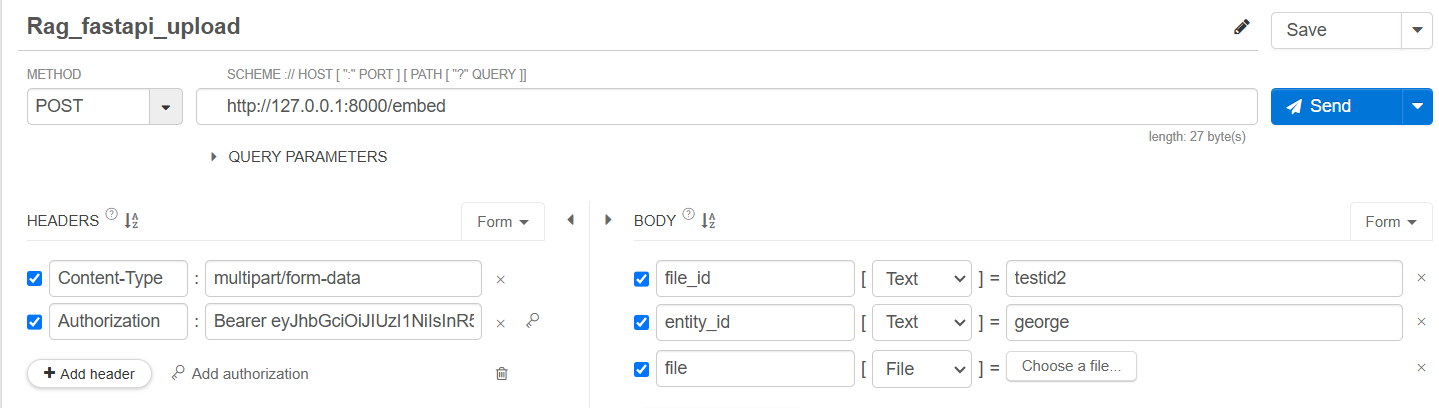 Rag_fastapi_upload
Save
METHOD
SCHEME :// HOST [ ":" PORT ] [ PATH [ "?" QUERY ]]
POST
http://127.0.0.1:8000/embed
Send
length: 27 byte(s)
QUERY PARAMETERS
HEADERS ? A Z Form
BODY ? A Z Form
Content-Type : multipart/form-data ×
file_id [ Text ] = testid2 ×
Authorization : Bearer eyJhbGciOiJIUzI1NiIsInR5 ×
entity_id [ Text ] = george ×
file [ File ] = Choose a file... ×
+ Add header Add authorization